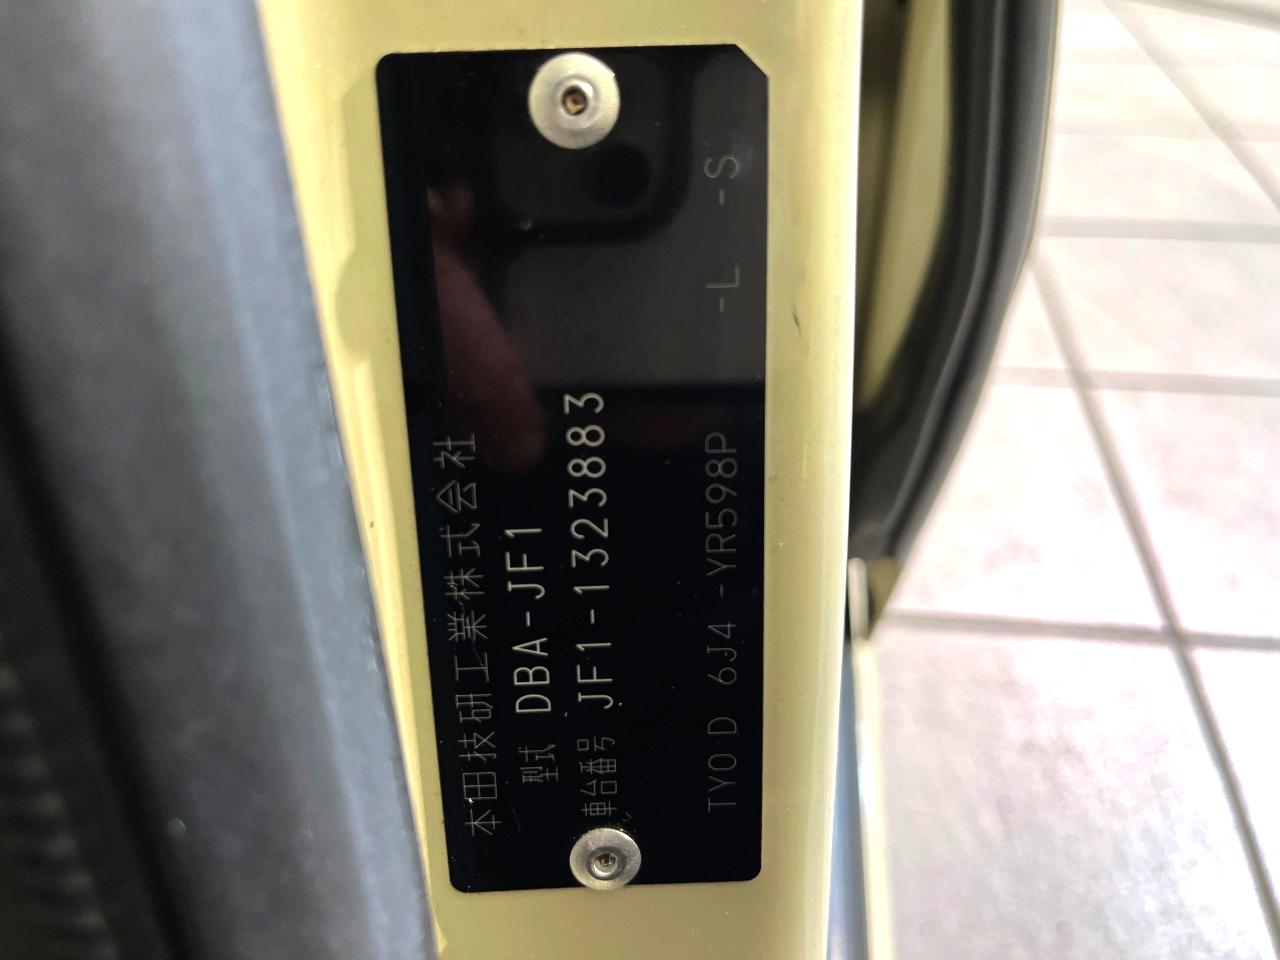 本田技研工業株式会社
型式 DBA-JF1
車台番号 JF1-1323883
TY0 D 6J4 -YR598P -L -S